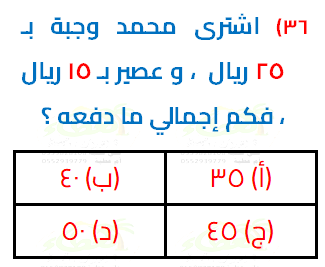 ٣٦) اشترى محمد وجبة بـ
٢٥ ريال ، و عصير بـ ١٥ ريال
، فكم إجمالي ما دفعه ؟
(أ) ٣٥
(ب) ٤٠
(ج) ٤٥
(د) ٥٠